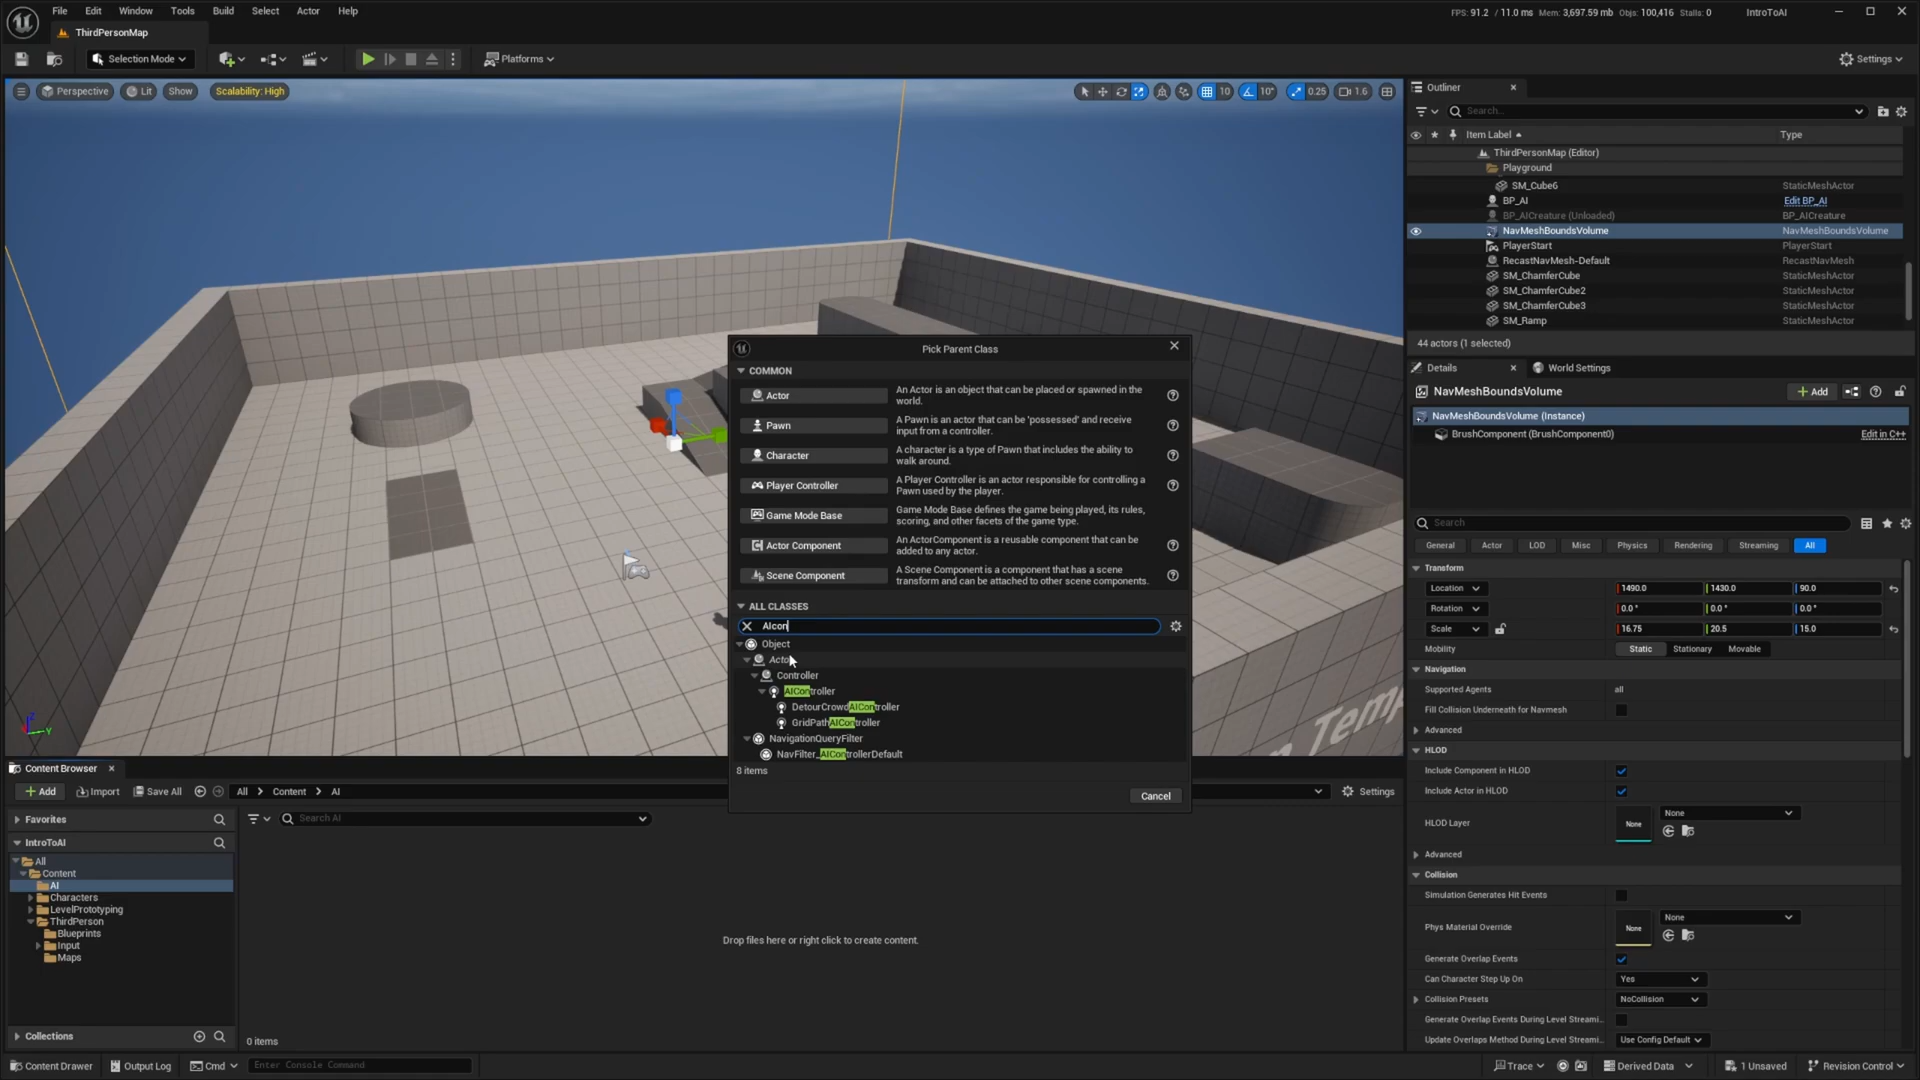 File Edit Window Tools Build Select Actor Help
FPS: 91.2 / 11.0 ms Mem: 3,697.59 mb Objs: 100,416 Stalls: 0 IntroToAI
ThirdPersonMap
Selection Mode Platforms Settings
Perspective Lit Show Scalability: High 10 10° 0.25 1.6
Outliner
Search...
Item Label Type
ThirdPersonMap (Editor)
Playground
SM_Cube6 StaticMeshActor
BP_AI Edit BP_AI
BP_AICreature (Unloaded) BP_AICreature
NavMeshBoundsVolume NavMeshBoundsVolume
PlayerStart PlayerStart
RecastNavMesh-Default RecastNavMesh
SM_ChamferCube StaticMeshActor
SM_ChamferCube2 StaticMeshActor
SM_ChamferCube3 StaticMeshActor
SM_Ramp StaticMeshActor
44 actors (1 selected)
Details World Settings
NavMeshBoundsVolume Add
NavMeshBoundsVolume (Instance)
BrushComponent (BrushComponent0) Edit in C++
Search
General Actor LOD Misc Physics Rendering Streaming All
Transform
Location 1490.0 1430.0 90.0
Rotation 0.0° 0.0° 0.0°
Scale 16.75 20.5 15.0
Mobility Static Stationary Movable
Navigation
Supported Agents all
Fill Collision Underneath for Navmesh
Advanced
HLOD
Include Component in HLOD
Include Actor in HLOD
HLOD Layer None None
Advanced
Collision
Simulation Generates Hit Events
Phys Material Override None None
Generate Overlap Events
Can Character Step Up On Yes
Collision Presets NoCollision
Generate Overlap Events During Level Streami...
Update Overlaps Method During Level Streami... Use Config Default
Pick Parent Class
COMMON
Actor An Actor is an object that can be placed or spawned in the
world.
Pawn A Pawn is an actor that can be 'possessed' and receive
input from a controller.
Character A character is a type of Pawn that includes the ability to
walk around.
Player Controller A Player Controller is an actor responsible for controlling a
Pawn used by the player.
Game Mode Base Game Mode Base defines the game being played, its rules,
scoring, and other facets of the game type.
Actor Component An ActorComponent is a reusable component that can be
added to any actor.
Scene Component A Scene Component is a component that has a scene
transform and can be attached to other scene components.
ALL CLASSES
AIcon
Object
Actor
Controller
AIController
DetourCrowdAIController
GridPathAIController
NavigationQueryFilter
NavFilter_AIControllerDefault
8 items
Cancel
Content Browser
Add Import Save All All Content AI Settings
Favorites Search AI
IntroToAI
All
Content
AI
Characters
LevelPrototyping
ThirdPerson
Blueprints
Input
Maps
Drop files here or right click to create content.
Collections 0 items
Content Drawer Output Log Cmd Enter Console Command Trace Derived Data 1 Unsaved Revision Control